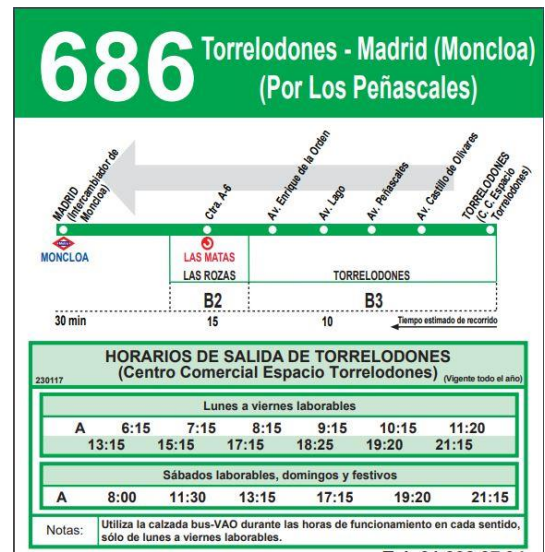 686 Torrelodones - Madrid (Moncloa)
(Por Los Peñascales)
MADRID
(Intercambiador de
Moncloa)
Ctra. A-6
Av. Enrique de la Orden
Av. Lago
Av. Peñascales
Av. Castillo de Olivares
TORRELODONES
(C. C. Espacio
Torrelodones)
Metro
MONCLOA
LAS MATAS
LAS ROZAS TORRELODONES
B2 B3
30 min 15 10 Tiempo estimado de recorrido
HORARIOS DE SALIDA DE TORRELODONES
230117 (Centro Comercial Espacio Torrelodones) (Vigente todo el año)
Lunes a viernes laborables
A 6:15 7:15 8:15 9:15 10:15 11:20
13:15 15:15 17:15 18:25 19:20 21:15
Sábados laborables, domingos y festivos
A 8:00 11:30 13:15 17:15 19:20 21:15
Notas: Utiliza la calzada bus-VAO durante las horas de funcionamiento en cada sentido,
sólo de lunes a viernes laborables.